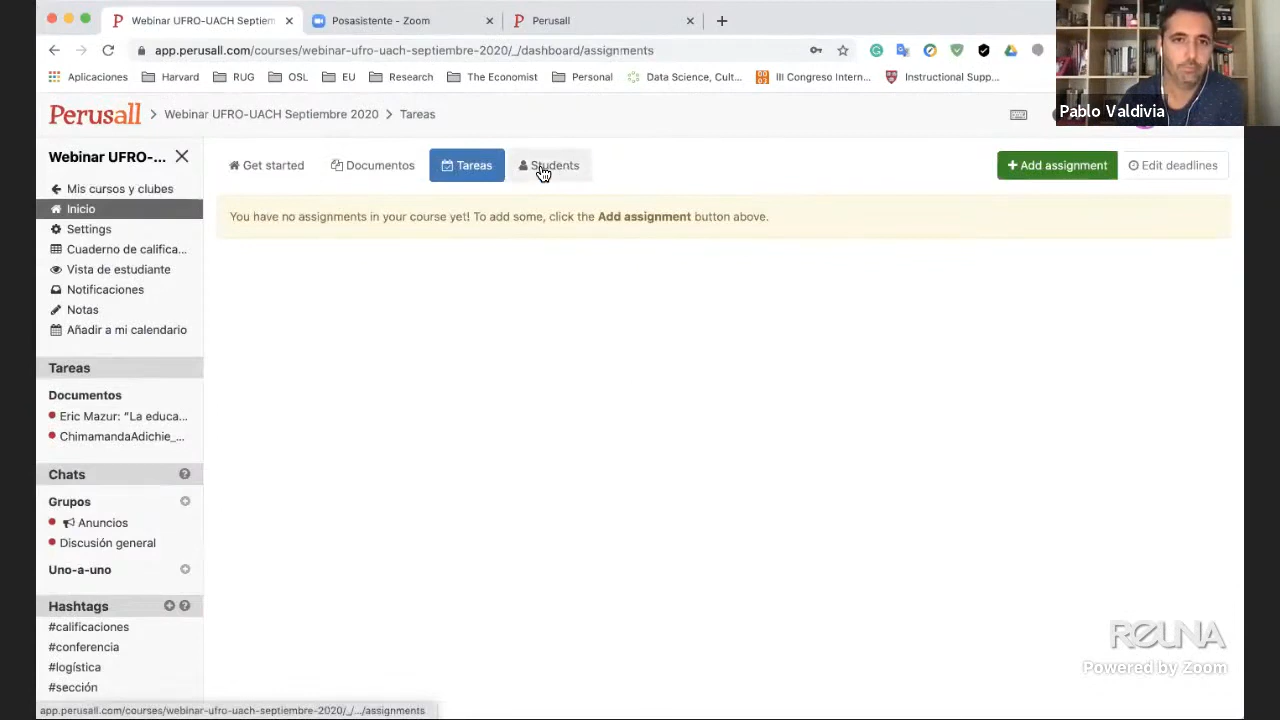 Webinar UFRO-UACH Septiem
Posasistente - Zoom
Perusall
app.perusall.com/courses/webinar-ufro-uach-septiembre-2020/_/dashboard/assignments
Aplicaciones
Harvard
RUG
OSL
EU
Research
The Economist
Personal
Data Science, Cult...
III Congreso Intern...
Instructional Supp...
Pablo Valdivia
Perusall > Webinar UFRO-UACH Septiembre 2020 > Tareas
Webinar UFRO-...
Mis cursos y clubes
Inicio
Settings
Cuaderno de califica...
Vista de estudiante
Notificaciones
Notas
Añadir a mi calendario
Tareas
Documentos
Eric Mazur: “La educa...
ChimamandaAdichie_...
Chats
Grupos
Anuncios
Discusión general
Uno-a-uno
Hashtags
#calificaciones
#conferencia
#logística
#sección
Get started
Documentos
Tareas
Students
Add assignment
Edit deadlines
You have no assignments in your course yet! To add some, click the Add assignment button above.
REUNA
Powered by Zoom
app.perusall.com/courses/webinar-ufro-uach-septiembre-2020/_/.../assignments